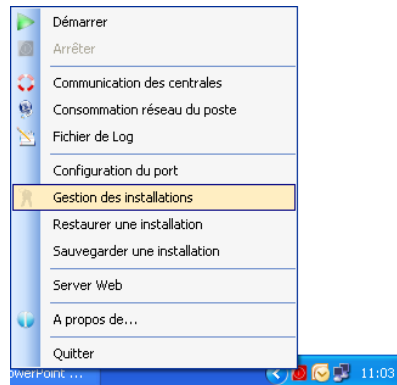 Démarrer
Arrêter
Communication des centrales
Consommation réseau du poste
Fichier de Log
Configuration du port
Gestion des installations
Restaurer une installation
Sauvegarder une installation
Server Web
A propos de...
Quitter
owerPoint ...
11:03